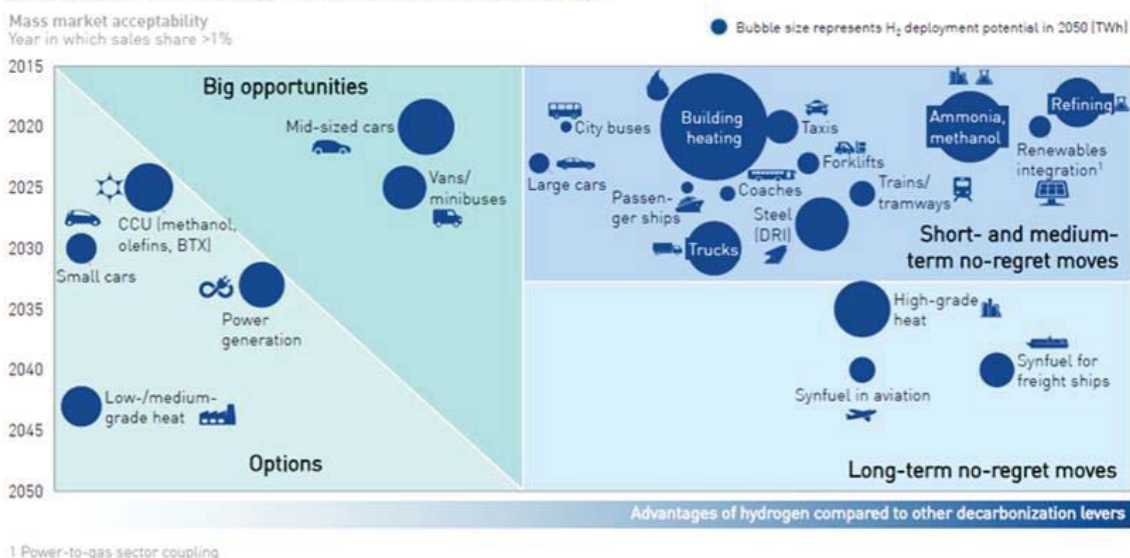 Mass market acceptability
Year in which sales share >1%
Bubble size represents H₂ deployment potential in 2050 (TWh)
2015
2020
2025
2030
2035
2040
2045
2050
Big opportunities
Mid-sized cars
Vans/
minibuses
CCU (methanol,
olefins, BTX)
Small cars
Power
generation
Low-/medium-
grade heat
Options
City buses
Building
heating
Taxis
Ammonia,
methanol
Refining
Renewables
integration¹
Large cars
Forklifts
Passen-
ger ships
Coaches
Trains/
tramways
Steel
(DRI)
Trucks
Short- and medium-
term no-regret moves
High-grade
heat
Synfuel for
freight ships
Synfuel in aviation
Long-term no-regret moves
Advantages of hydrogen compared to other decarbonization levers
1 Power-to-gas sector coupling